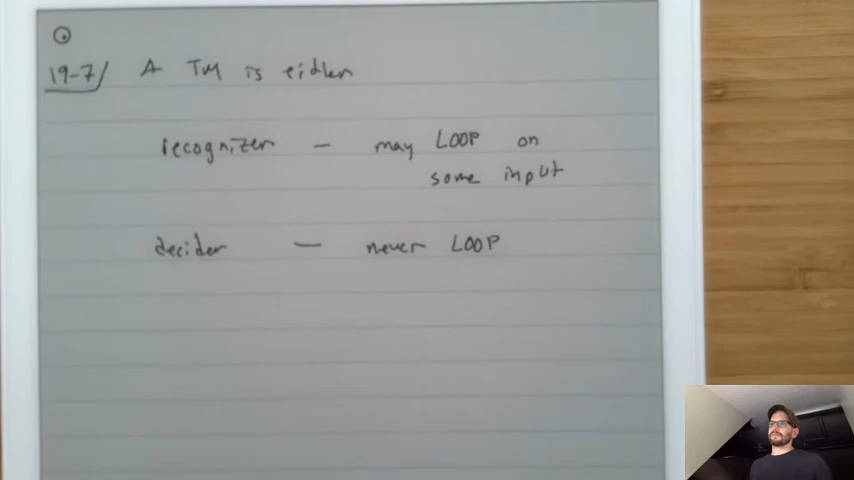 19-7/ A TM is either
recognizer — may LOOP on
some input
decider — never LOOP